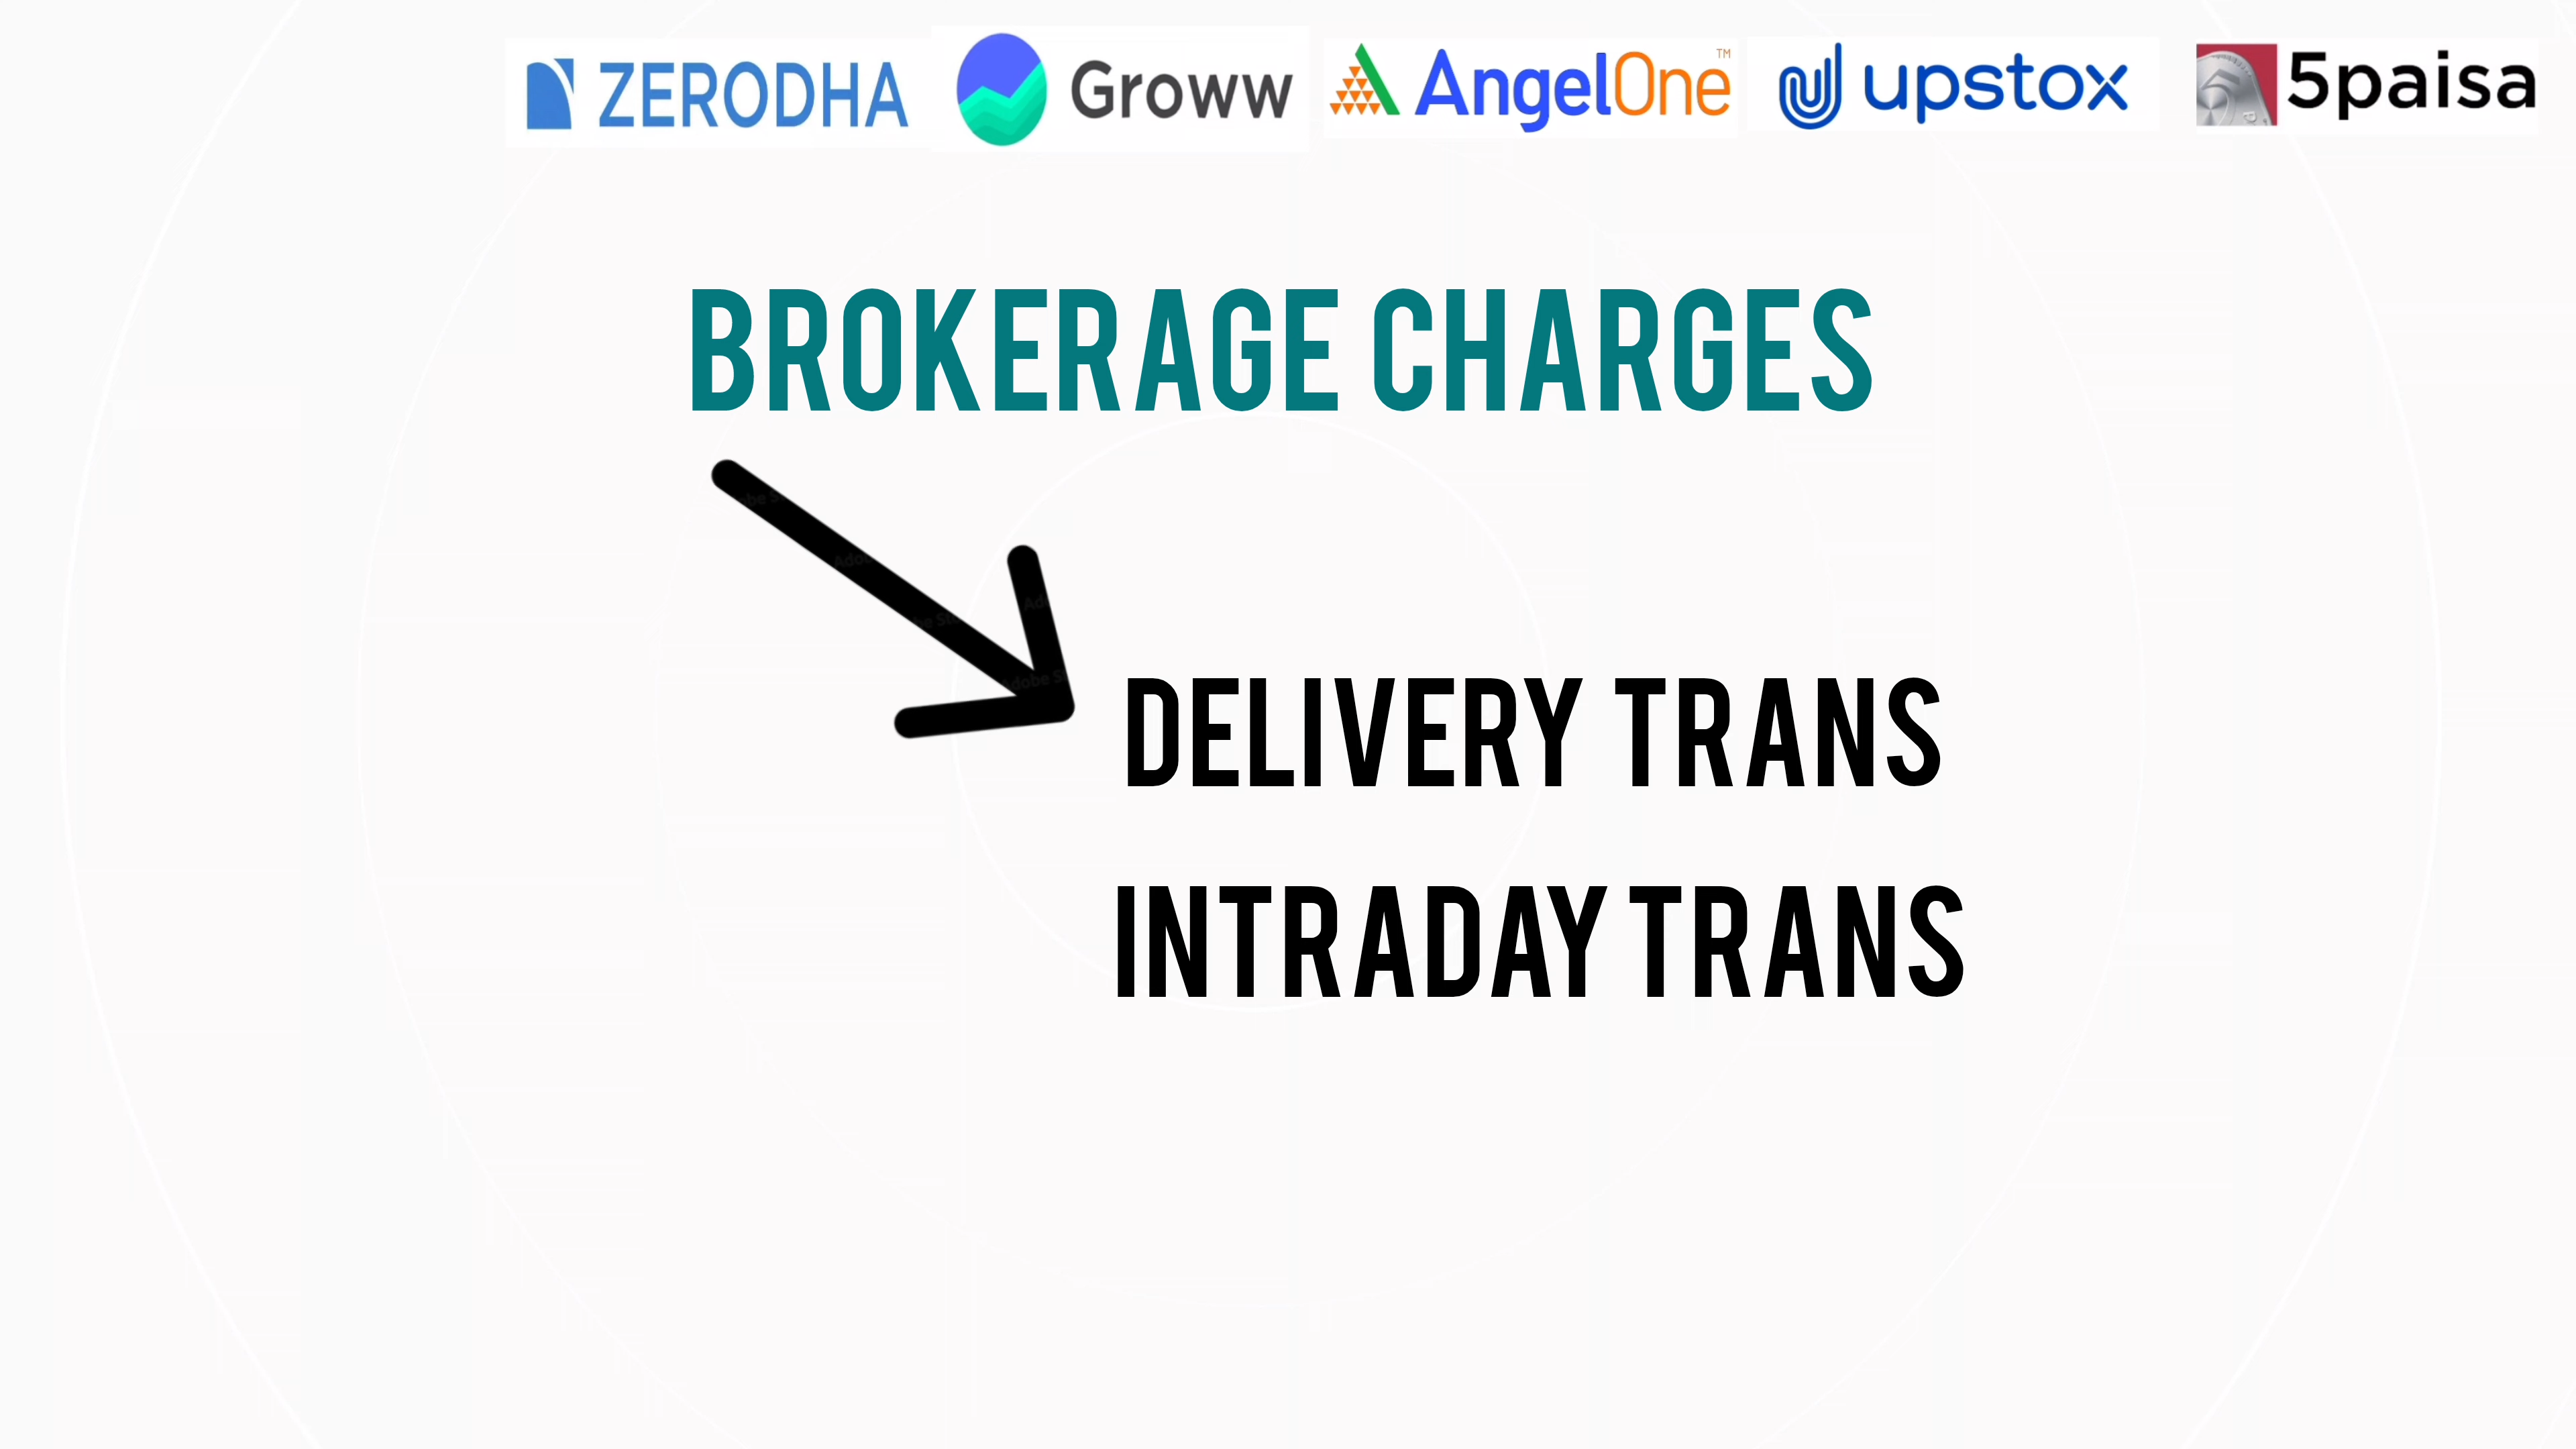 ZERODHA Groww AngelOne™ upstox 5paisa
BROKERAGE CHARGES
DELIVERY TRANS
INTRADAY TRANS